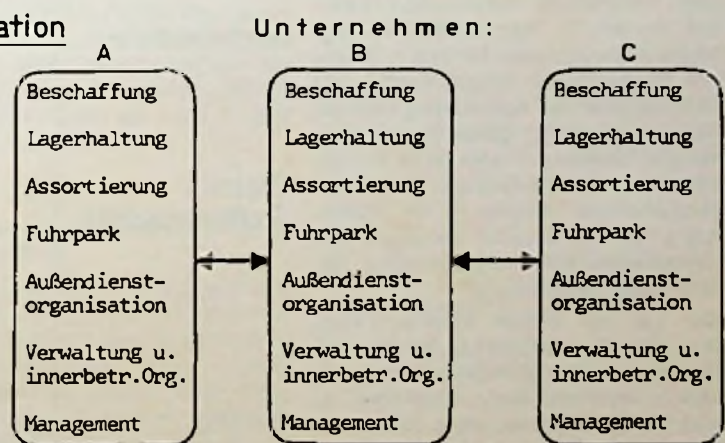 Unternehmen:
A
Beschaffung
Lagerhaltung
Assortierung
Fuhrpark
Außendienst-
organisation
Verwaltung u.
innerbetr.Org.
Management
B
Beschaffung
Lagerhaltung
Assortierung
Fuhrpark
Außendienst-
organisation
Verwaltung u.
innerbetr.Org.
Management
C
Beschaffung
Lagerhaltung
Assortierung
Fuhrpark
Außendienst-
organisation
Verwaltung u.
innerbetr.Org.
Management